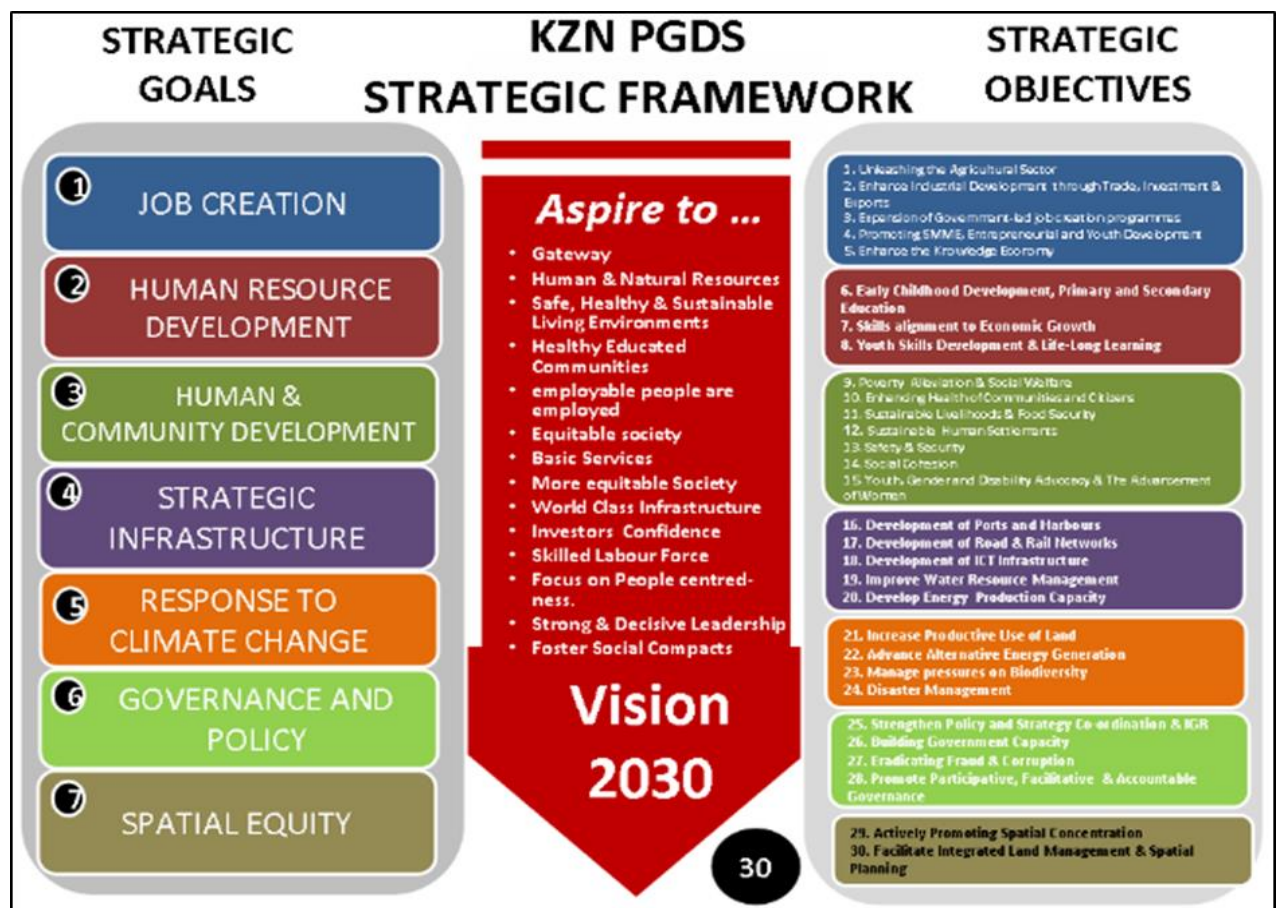 STRATEGIC
GOALS
KZN PGDS
STRATEGIC FRAMEWORK
STRATEGIC
OBJECTIVES
1
JOB CREATION
2
HUMAN RESOURCE
DEVELOPMENT
3
HUMAN &
COMMUNITY DEVELOPMENT
4
STRATEGIC
INFRASTRUCTURE
5
RESPONSE TO
CLIMATE CHANGE
6
GOVERNANCE AND
POLICY
7
SPATIAL EQUITY
Aspire to ...
• Gateway
• Human & Natural Resources
• Safe, Healthy & Sustainable
Living Environments
• Healthy Educated
Communities
• employable people are
employed
• Equitable society
• Basic Services
• More equitable Society
• World Class Infrastructure
• Investors Confidence
• Skilled Labour Force
• Focus on People centred-
ness.
• Strong & Decisive Leadership
• Foster Social Compacts
Vision
2030
30
1. Unleashing the Agricultural Sector
2. Enhance Industrial Development through Trade, Investment &
Exports
3. Expansion of Government-led job creation programmes
4. Promoting SMME, Entrepreneurial and Youth Development
5. Enhance the Knowledge Economy
6. Early Childhood Development, Primary and Secondary
Education
7. Skills alignment to Economic Growth
8. Youth Skills Development & Life-Long Learning
9. Poverty Alleviation & Social Welfare
10. Enhancing Health of Communities and Citizens
11. Sustainable Livelihoods & Food Security
12. Sustainable Human Settlements
13. Safety & Security
14. Social Cohesion
15. Youth, Gender and Disability Advocacy & The Advancement
of Women
16. Development of Ports and Harbours
17. Development of Road & Rail Networks
18. Development of ICT Infrastructure
19. Improve Water Resource Management
20. Develop Energy Production Capacity
21. Increase Productive Use of Land
22. Advance Alternative Energy Generation
23. Manage pressures on Biodiversity
24. Disaster Management
25. Strengthen Policy and Strategy Co-ordination & IGR
26. Building Government Capacity
27. Eradicating Fraud & Corruption
28. Promote Participative, Facilitative & Accountable
Governance
29. Actively Promoting Spatial Concentration
30. Facilitate Integrated Land Management & Spatial
Planning